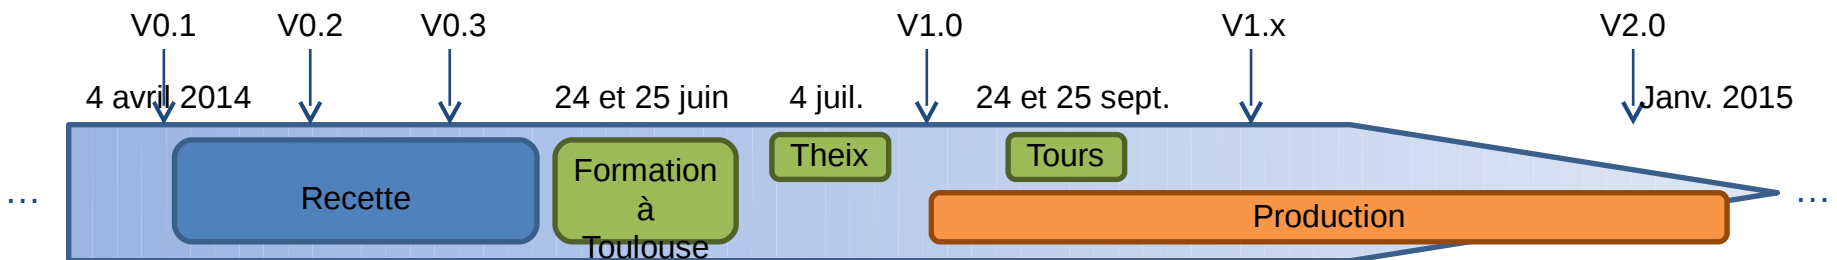 V0.1 V0.2 V0.3 V1.0 V1.x V2.0
4 avril 2014 24 et 25 juin 4 juil. 24 et 25 sept. Janv. 2015
Theix Tours
Formation
à
Toulouse
Recette
Production
... ...